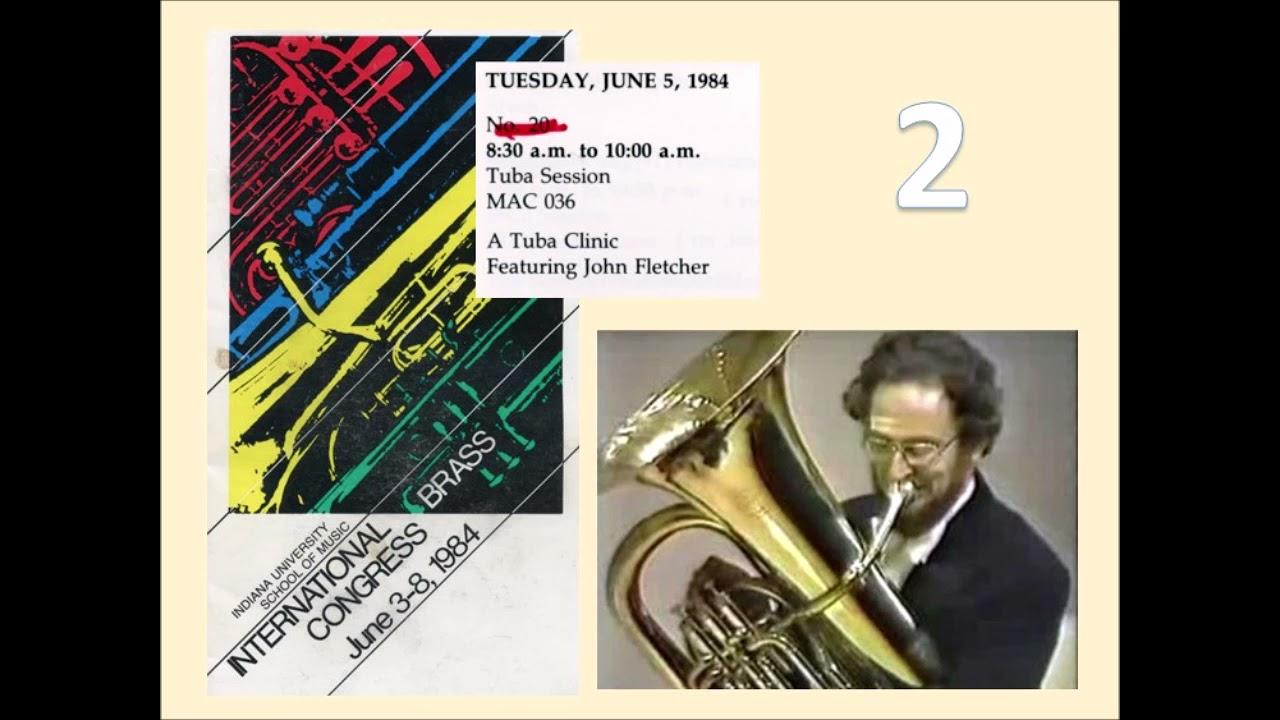 TUESDAY, JUNE 5, 1984
No. 20
8:30 a.m. to 10:00 a.m.
Tuba Session
MAC 036
A Tuba Clinic
Featuring John Fletcher
2
BRASS
INDIANA UNIVERSITY
SCHOOL OF MUSIC
INTERNATIONAL
CONGRESS
June 3-8, 1984